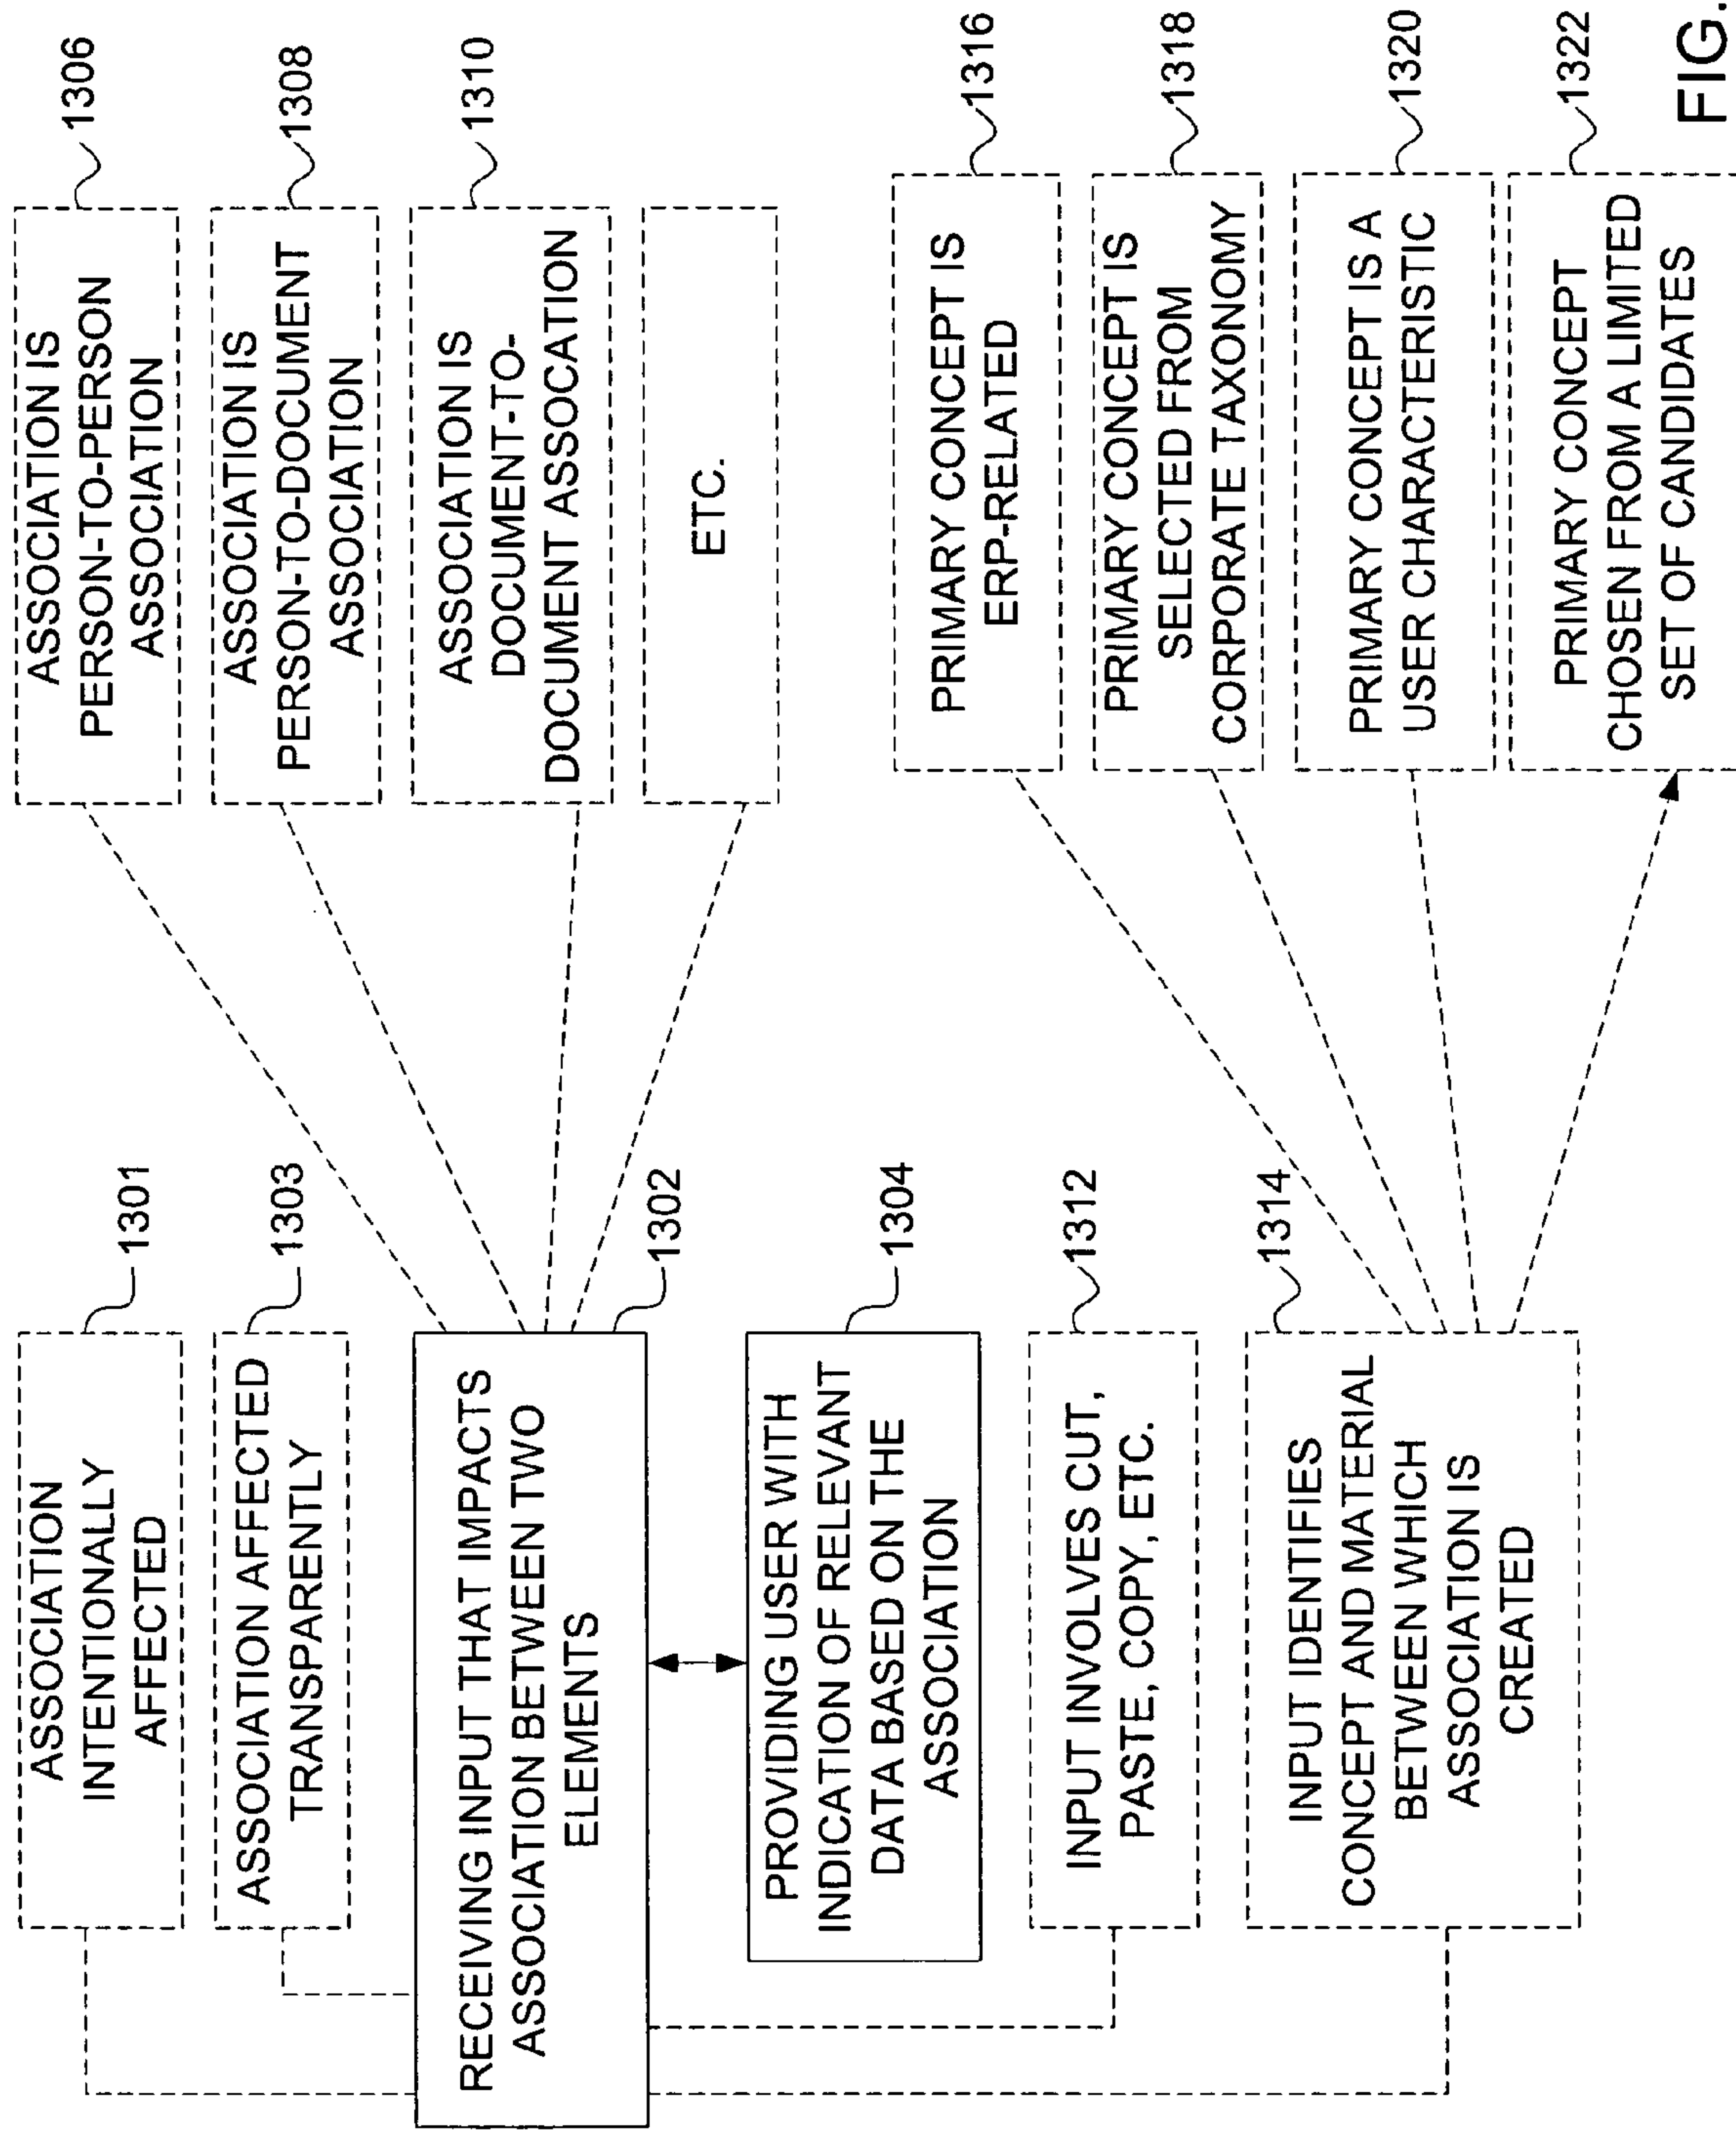 ASSOCIATION
INTENTIONALLY
AFFECTED
1301
ASSOCIATION AFFECTED
TRANSPARENTLY
1303
RECEIVING INPUT THAT IMPACTS
ASSOCIATION BETWEEN TWO
ELEMENTS
1302
PROVIDING USER WITH
INDICATION OF RELEVANT
DATA BASED ON THE
ASSOCIATION
1304
INPUT INVOLVES CUT,
PASTE, COPY, ETC.
1312
INPUT IDENTIFIES
CONCEPT AND MATERIAL
BETWEEN WHICH
ASSOCIATION IS
CREATED
1314
ASSOCIATION IS
PERSON-TO-PERSON
ASSOCIATION
1306
ASSOCIATION IS
PERSON-TO-DOCUMENT
ASSOCIATION
1308
ASSOCIATION IS
DOCUMENT-TO-
DOCUMENT ASSOCATION
1310
ETC.
PRIMARY CONCEPT IS
ERP-RELATED
1316
PRIMARY CONCEPT IS
SELECTED FROM
CORPORATE TAXONOMY
1318
PRIMARY CONCEPT IS A
USER CHARACTERISTIC
1320
PRIMARY CONCEPT
CHOSEN FROM A LIMITED
SET OF CANDIDATES
1322
FIG.